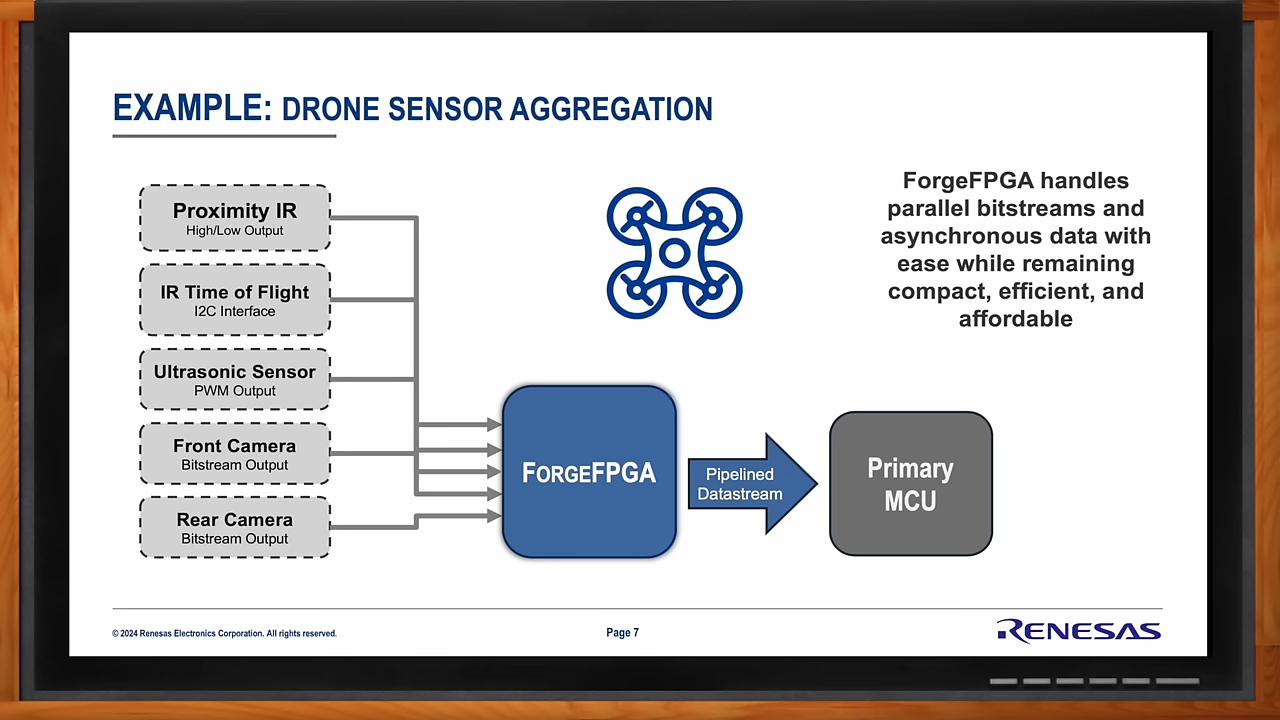 EXAMPLE: DRONE SENSOR AGGREGATION
Proximity IR
High/Low Output
IR Time of Flight
I2C Interface
Ultrasonic Sensor
PWM Output
Front Camera
Bitstream Output
Rear Camera
Bitstream Output
FORGEFPGA
Pipelined
Datastream
Primary
MCU
ForgeFPGA handles
parallel bitstreams and
asynchronous data with
ease while remaining
compact, efficient, and
affordable
© 2024 Renesas Electronics Corporation. All rights reserved.
Page 7
RENESAS